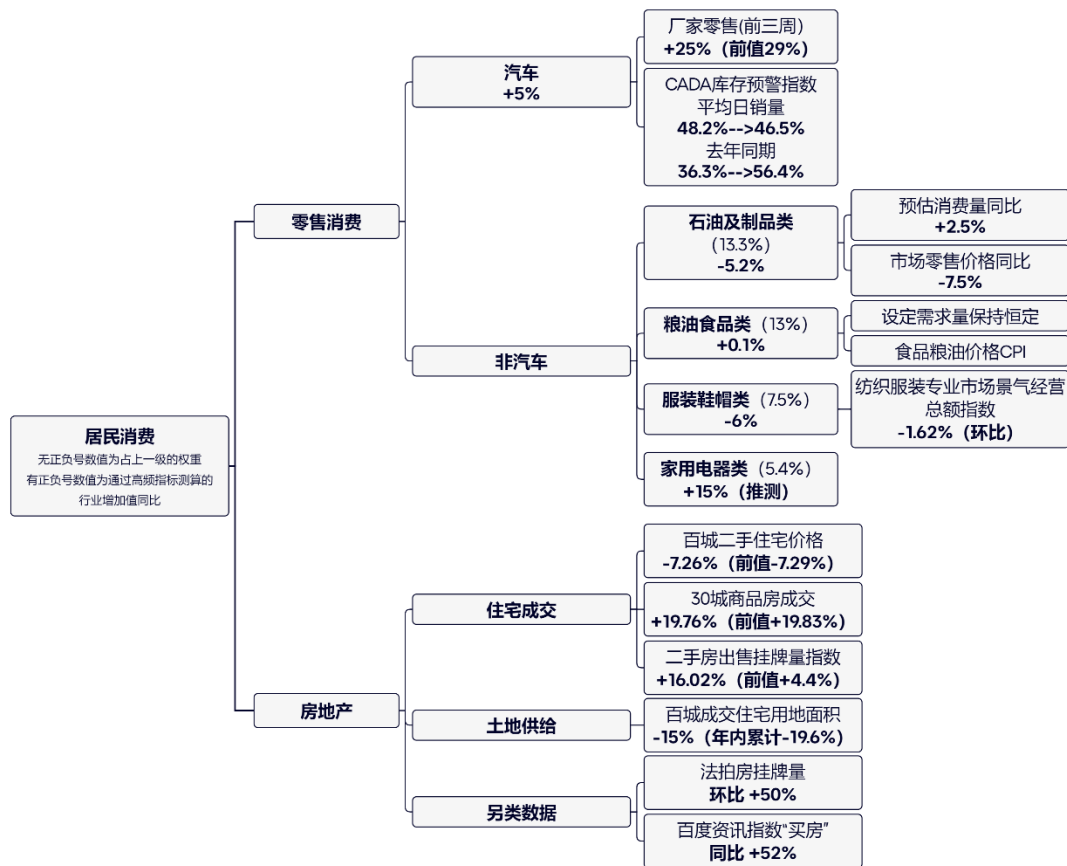 居民消费
无正负号数值为占上一级的权重
有正负号数值为通过高频指标测算的
行业增加值同比
零售消费
汽车
+5%
厂家零售(前三周)
+25%（前值29%）
CADA库存预警指数
平均日销量
48.2%-->46.5%
去年同期
36.3%-->56.4%
非汽车
石油及制品类
（13.3%）
-5.2%
预估消费量同比
+2.5%
市场零售价格同比
-7.5%
粮油食品类（13%）
+0.1%
设定需求量保持恒定
食品粮油价格CPI
服装鞋帽类（7.5%）
-6%
纺织服装专业市场景气经营
总额指数
-1.62%（环比）
家用电器类（5.4%）
+15%（推测）
房地产
住宅成交
百城二手住宅价格
-7.26%（前值-7.29%）
30城商品房成交
+19.76%（前值+19.83%）
二手房出售挂牌量指数
+16.02%（前值+4.4%）
土地供给
百城成交住宅用地面积
-15%（年内累计-19.6%）
另类数据
法拍房挂牌量
环比 +50%
百度资讯指数“买房”
同比 +52%